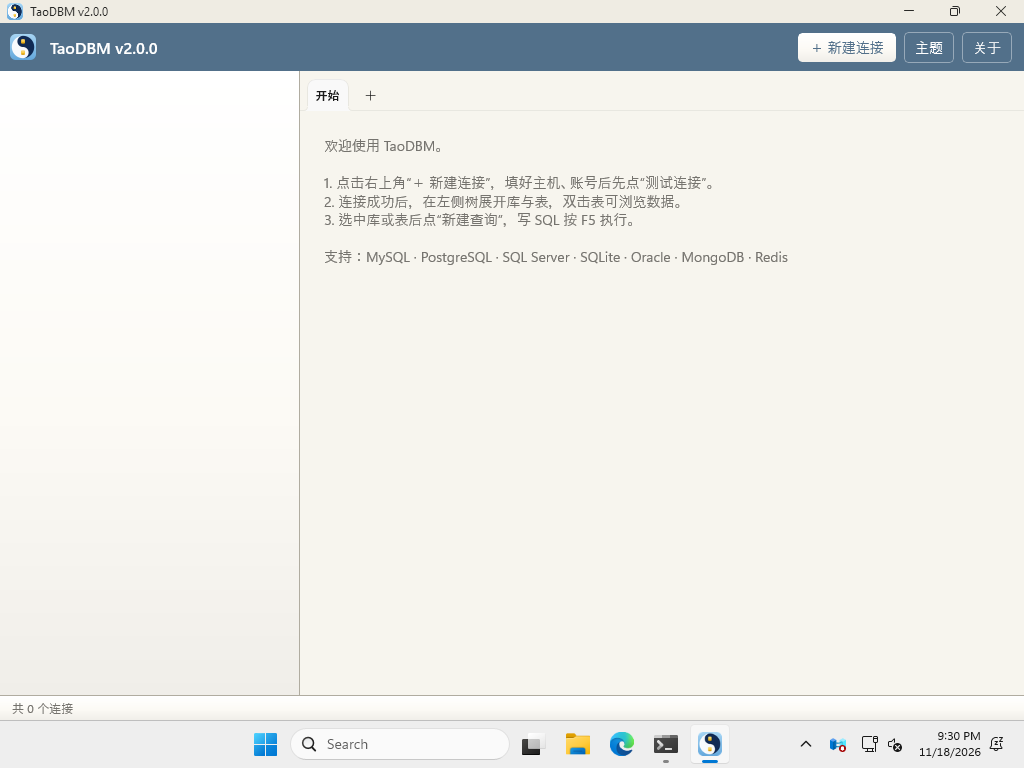 TaoDBM v2.0.0
TaoDBM v2.0.0
＋ 新建连接
主题
关于
开始
＋
欢迎使用 TaoDBM。
1. 点击右上角“＋ 新建连接”，填好主机、账号后先点“测试连接”。
2. 连接成功后，在左侧树展开库与表，双击表可浏览数据。
3. 选中库或表后点“新建查询”，写 SQL 按 F5 执行。
支持：MySQL · PostgreSQL · SQL Server · SQLite · Oracle · MongoDB · Redis
共 0 个连接
Search
9:30 PM
11/18/2026